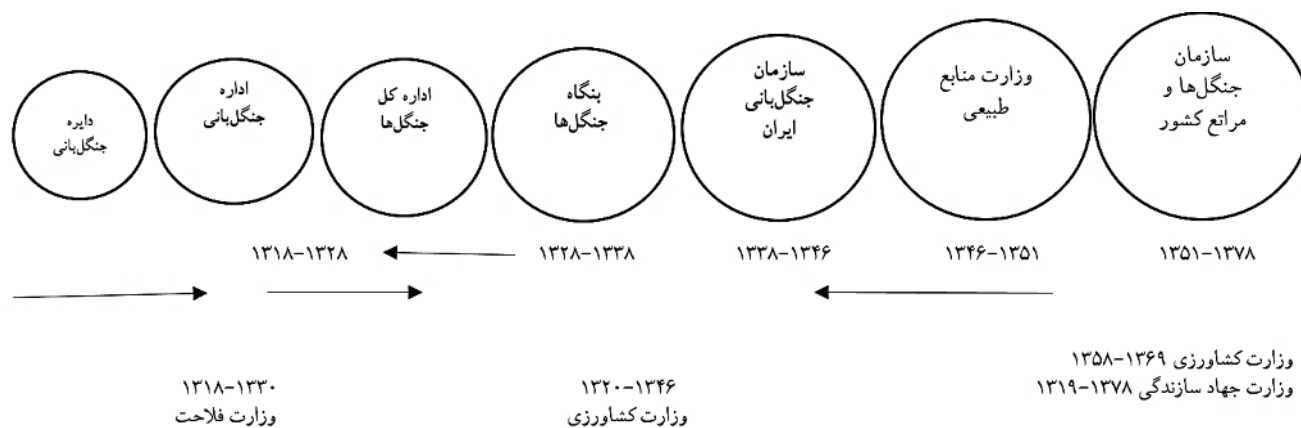 سازمان
جنگل‌ها و
مراتع کشور
وزارت منابع
طبیعی
سازمان
جنگل‌بانی
ایران
بنگاه
جنگل‌ها
اداره کل
جنگل‌ها
اداره
جنگل‌بانی
دایره
جنگل‌بانی
۱۳۵۱-۱۳۷۸
۱۳۴۶-۱۳۵۱
۱۳۳۸-۱۳۴۶
۱۳۲۸-۱۳۳۸
۱۳۱۸-۱۳۲۸
وزارت کشاورزی ۱۳۶۹-۱۳۵۸
وزارت جهاد سازندگی ۱۳۷۸-۱۳۱۹
۱۳۲۰-۱۳۴۶
وزارت کشاورزی
۱۳۱۸-۱۳۳۰
وزارت فلاحت